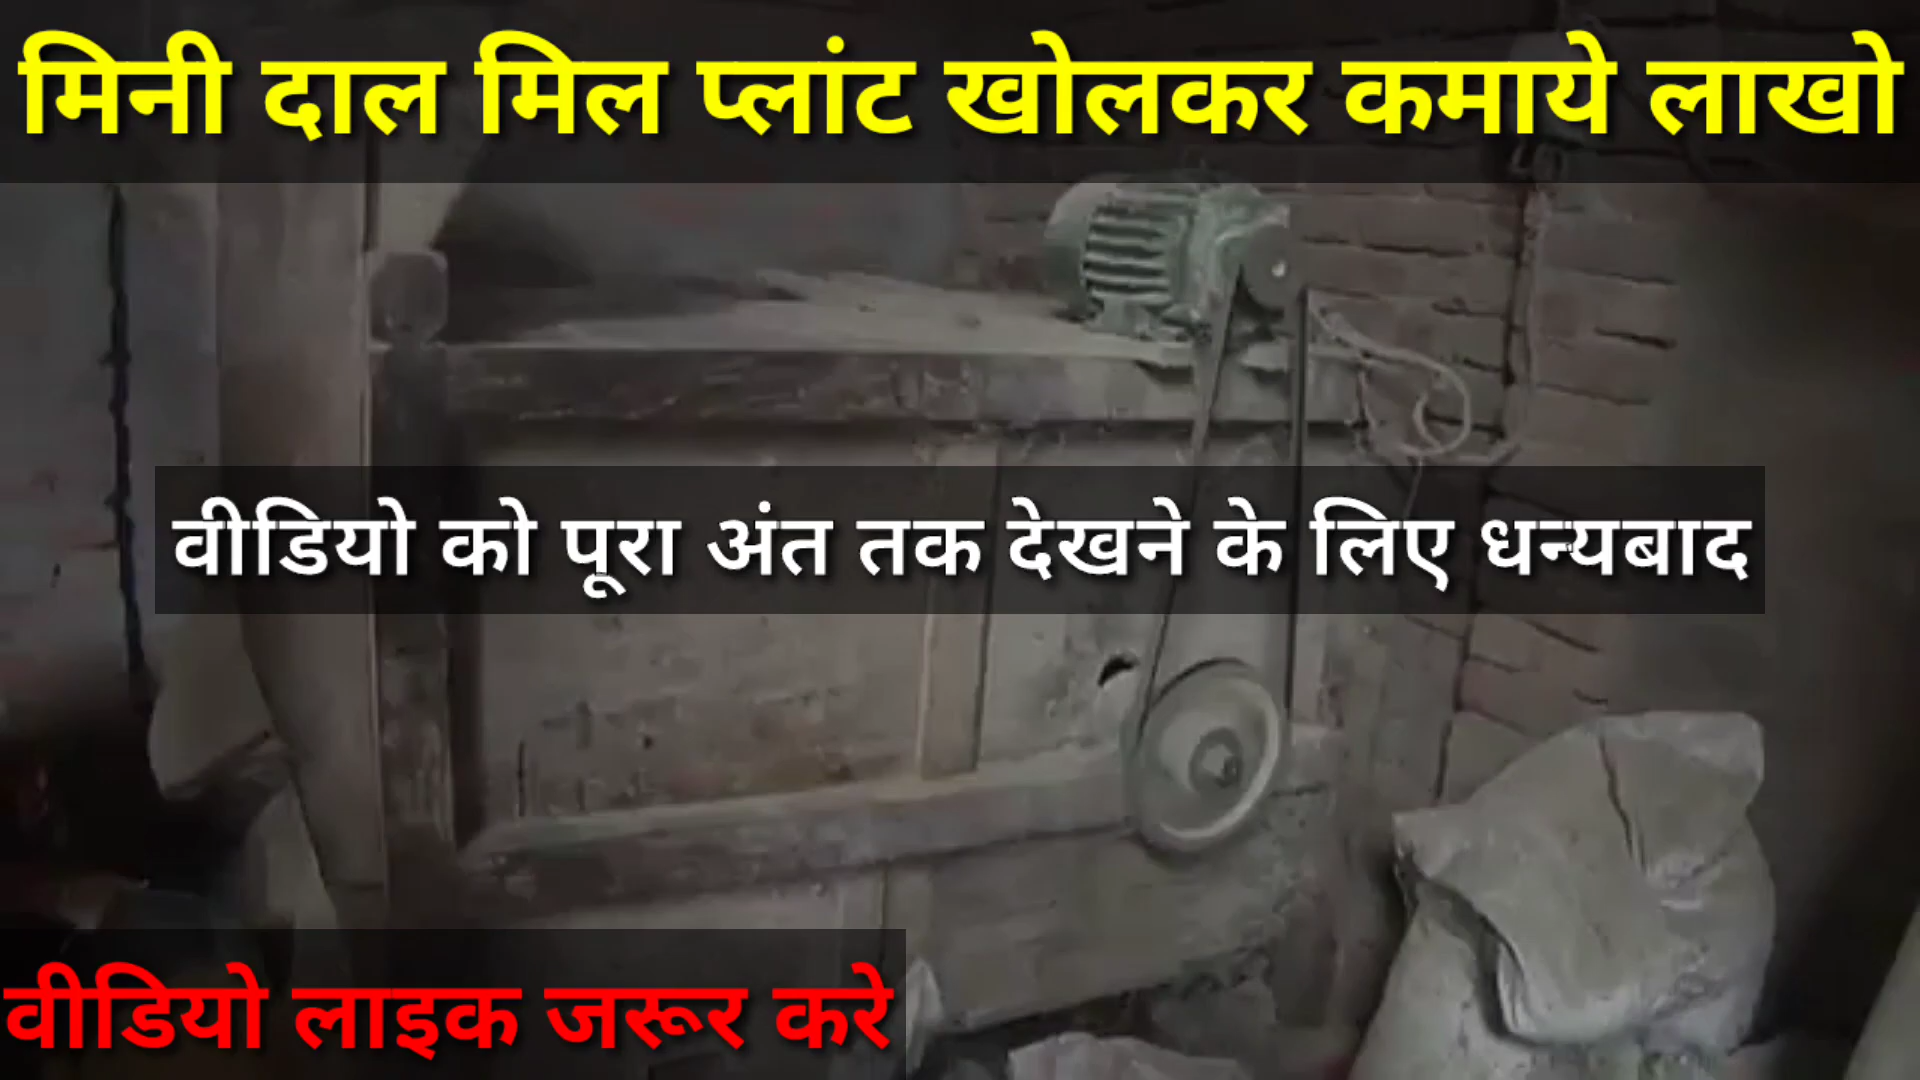 मिनी दाल मिल प्लांट खोलकर कमाये लाखो
वीडियो को पूरा अंत तक देखने के लिए धन्यबाद
वीडियो लाइक जरूर करे